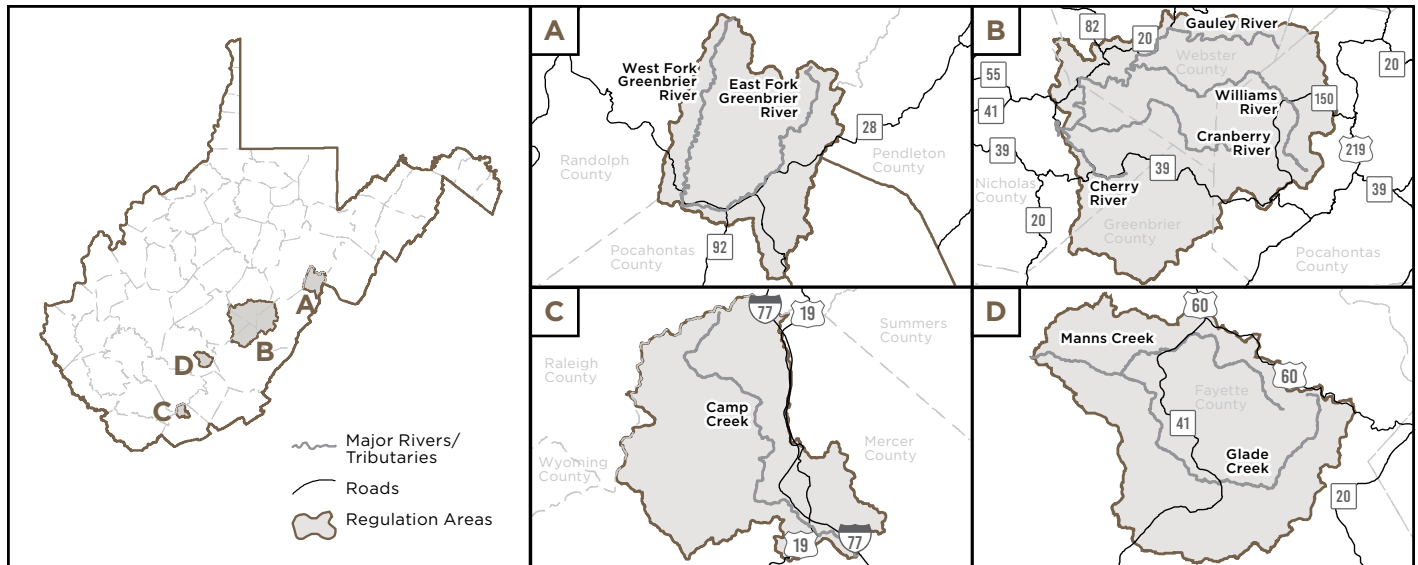 A
B
C
D
Major Rivers/
Tributaries
Roads
Regulation Areas
A
West Fork
Greenbrier
River
East Fork
Greenbrier
River
28
Randolph
County
Pendleton
County
92
Pocahontas
County
B
Gauley River
82
20
Webster
County
20
55
41
Williams
River
150
Cranberry
River
39
219
39
Nicholas
County
Cherry
River
39
20
Greenbrier
County
Pocahontas
County
C
77
19
Summers
County
Raleigh
County
Camp
Creek
Mercer
County
Wyoming
County
19
77
D
60
Manns Creek
60
Fayette
County
41
Glade
Creek
20